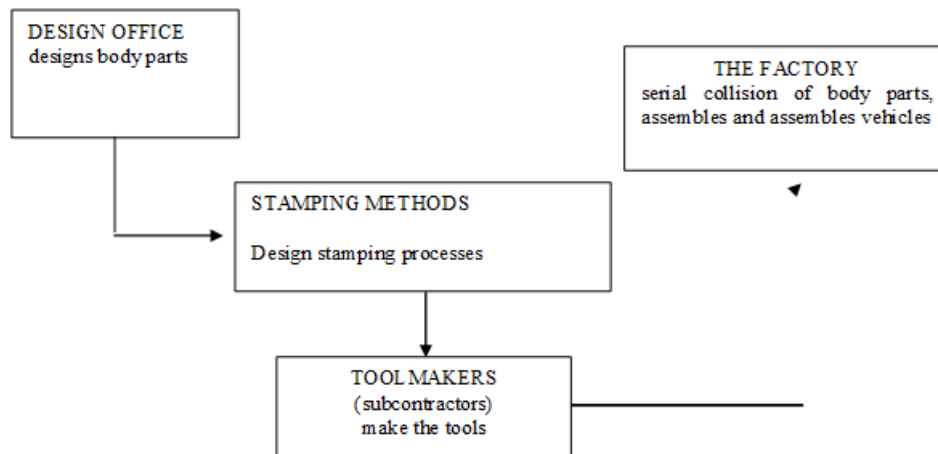 DESIGN OFFICE
designs body parts
THE FACTORY
serial collision of body parts,
assembles and assembles vehicles
STAMPING METHODS
Design stamping processes
TOOL MAKERS
(subcontractors)
make the tools